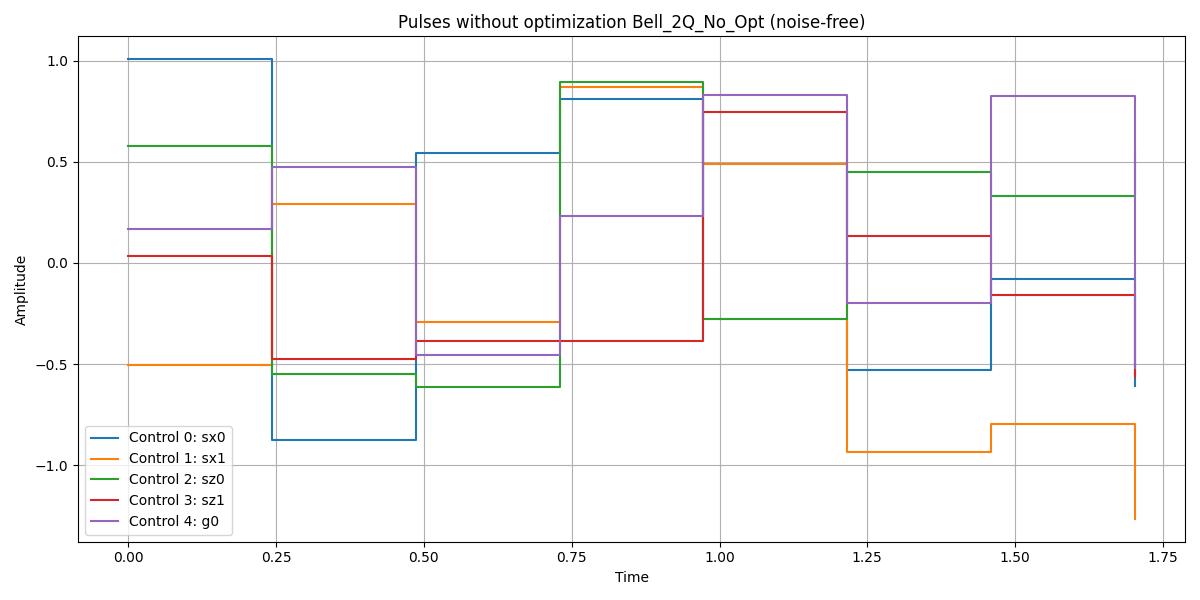 Pulses without optimization Bell_2Q_No_Opt (noise-free)
Amplitude
1.0
0.5
0.0
−0.5
−1.0
Control 0: sx0
Control 1: sx1
Control 2: sz0
Control 3: sz1
Control 4: g0
0.00 0.25 0.50 0.75 1.00 1.25 1.50 1.75
Time